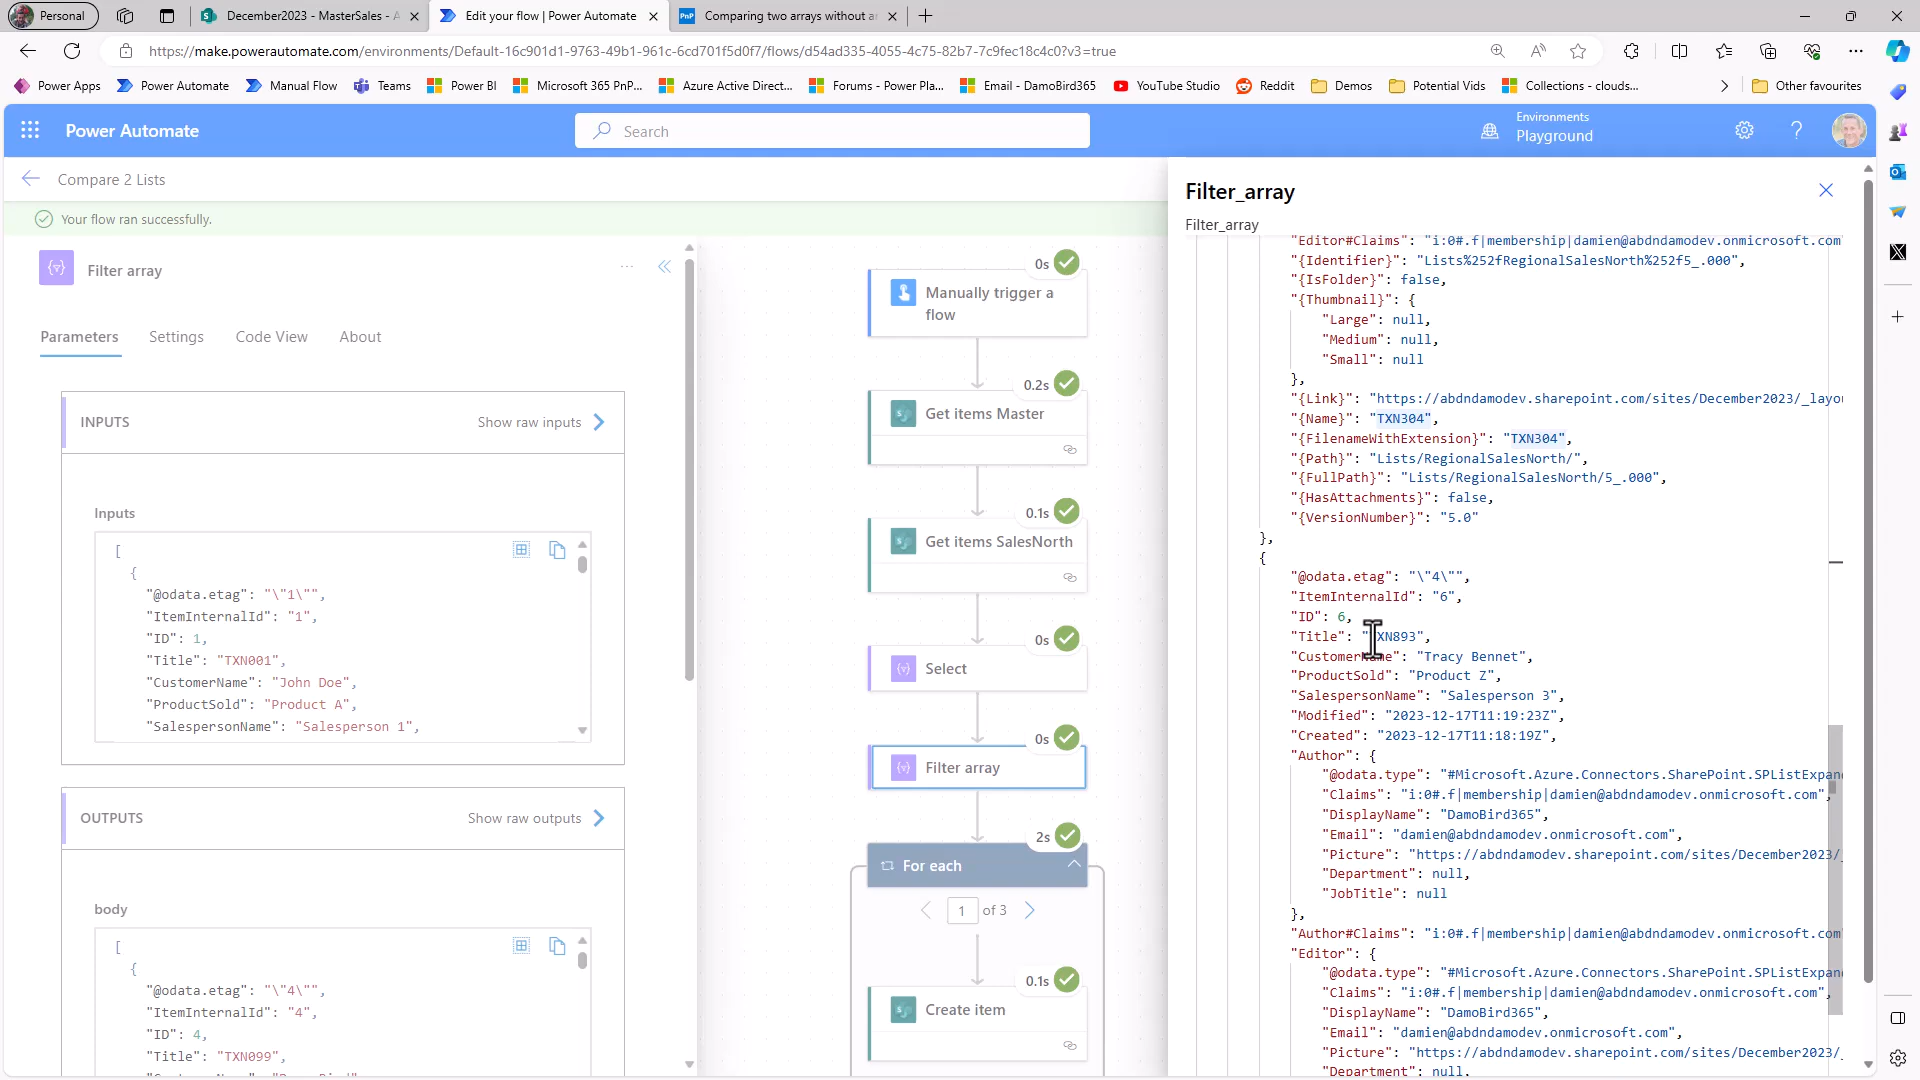 Personal
December2023 - MasterSales - A
Edit your flow | Power Automate
Comparing two arrays without a
https://make.powerautomate.com/environments/Default-16c901d1-9763-49b1-961c-6cd701f5d0f7/flows/d54ad335-4055-4c75-82b7-7c9fec18c4c0?v3=true
Power Apps
Power Automate
Manual Flow
Teams
Power BI
Microsoft 365 PnP...
Azure Active Direct...
Forums - Power Pla...
Email - DamoBird365
YouTube Studio
Reddit
Demos
Potential Vids
Collections - clouds...
Other favourites
Power Automate
Search
Environments
Playground
Compare 2 Lists
Your flow ran successfully.
Filter array
Parameters
Settings
Code View
About
INPUTS
Show raw inputs
Inputs
[
{
"@odata.etag": "\"1\"",
"ItemInternalId": "1",
"ID": 1,
"Title": "TXN001",
"CustomerName": "John Doe",
"ProductSold": "Product A",
"SalespersonName": "Salesperson 1",
OUTPUTS
Show raw outputs
body
[
{
"@odata.etag": "\"4\"",
"ItemInternalId": "4",
"ID": 4,
"Title": "TXN099",
0s
Manually trigger a
flow
0.2s
Get items Master
0.1s
Get items SalesNorth
0s
Select
0s
Filter array
2s
For each
1 of 3
0.1s
Create item
Filter_array
Filter_array
"Editor#Claims": "i:0#.f|membership|damien@abdndamodev.onmicrosoft.com"
"{Identifier}": "Lists%252fRegionalSalesNorth%252f5_.000",
"{IsFolder}": false,
"{Thumbnail}": {
"Large": null,
"Medium": null,
"Small": null
},
"{Link}": "https://abdndamodev.sharepoint.com/sites/December2023/_layou
"{Name}": "TXN304",
"{FilenameWithExtension}": "TXN304",
"{Path}": "Lists/RegionalSalesNorth/",
"{FullPath}": "Lists/RegionalSalesNorth/5_.000",
"{HasAttachments}": false,
"{VersionNumber}": "5.0"
},
{
"@odata.etag": "\"4\"",
"ItemInternalId": "6",
"ID": 6,
"Title": "TXN893",
"CustomerName": "Tracy Bennet",
"ProductSold": "Product Z",
"SalespersonName": "Salesperson 3",
"Modified": "2023-12-17T11:19:23Z",
"Created": "2023-12-17T11:18:19Z",
"Author": {
"@odata.type": "#Microsoft.Azure.Connectors.SharePoint.SPListExpan
"Claims": "i:0#.f|membership|damien@abdndamodev.onmicrosoft.com",
"DisplayName": "DamoBird365",
"Email": "damien@abdndamodev.onmicrosoft.com",
"Picture": "https://abdndamodev.sharepoint.com/sites/December2023/
"Department": null,
"JobTitle": null
},
"Author#Claims": "i:0#.f|membership|damien@abdndamodev.onmicrosoft.com
"Editor": {
"@odata.type": "#Microsoft.Azure.Connectors.SharePoint.SPListExpan
"Claims": "i:0#.f|membership|damien@abdndamodev.onmicrosoft.com",
"DisplayName": "DamoBird365",
"Email": "damien@abdndamodev.onmicrosoft.com",
"Picture": "https://abdndamodev.sharepoint.com/sites/December2023/
"Department": null,